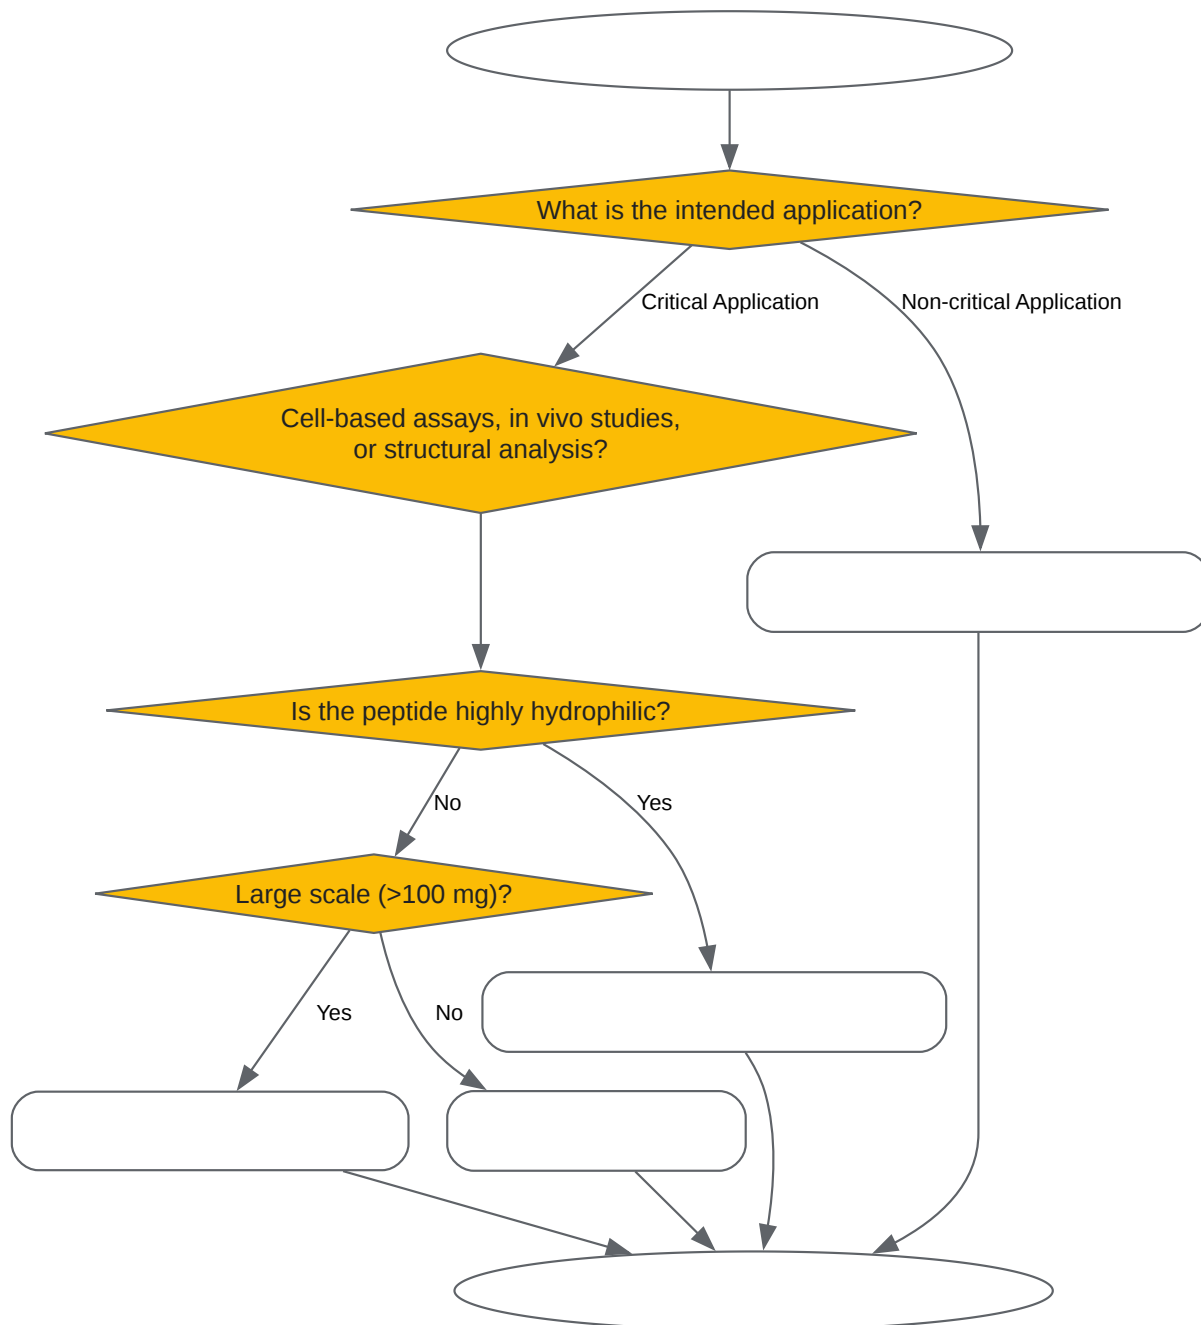 What is the intended application?
Critical Application
Non-critical Application
Cell-based assays, in vivo studies,
or structural analysis?
Is the peptide highly hydrophilic?
No
Yes
Large scale (>100 mg)?
Yes
No